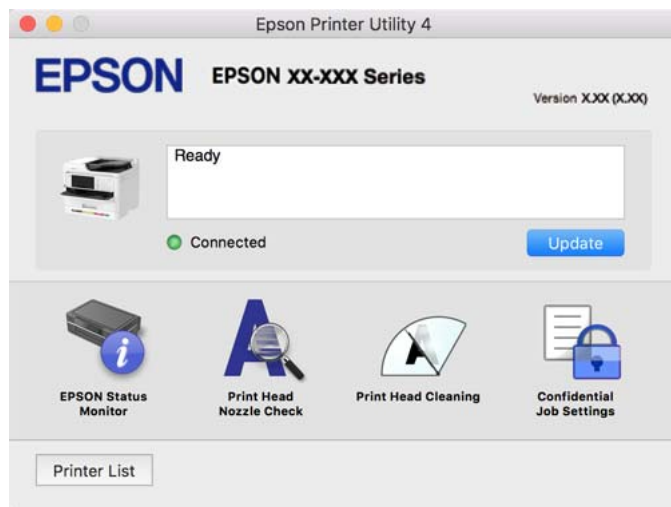 Epson Printer Utility 4
EPSON
EPSON XX-XXX Series
Version X.XX (X.XX)
Ready
Connected
Update
EPSON Status
Monitor
Print Head
Nozzle Check
Print Head Cleaning
Confidential
Job Settings
Printer List